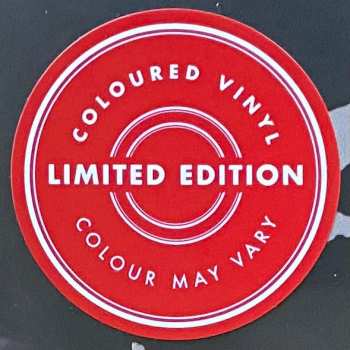 COLOURED VINYL
LIMITED EDITION
COLOUR MAY VARY